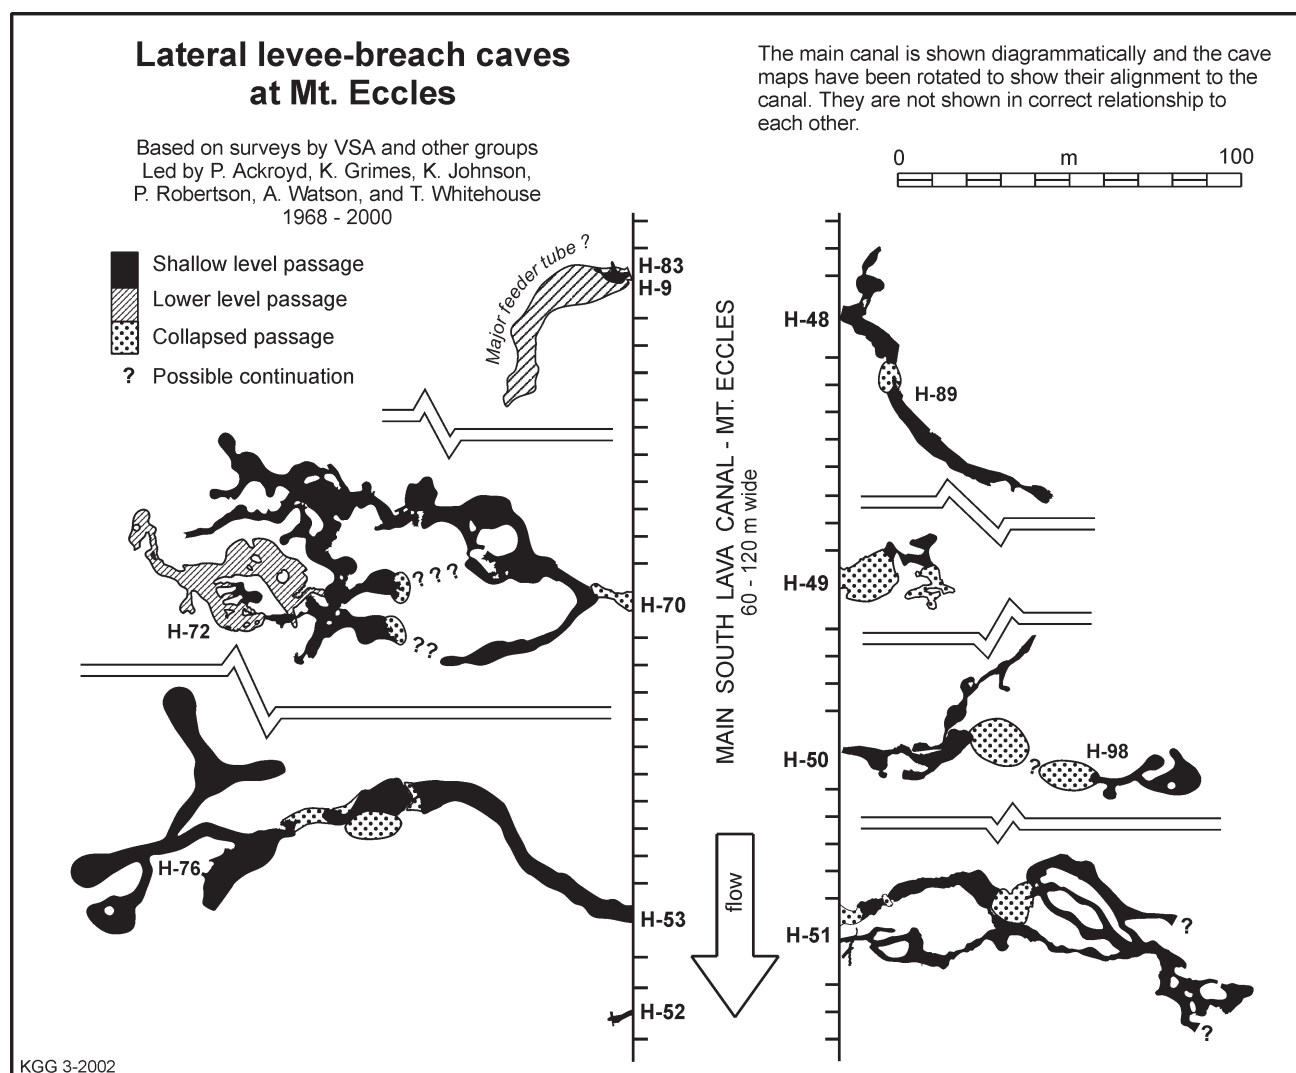 Lateral levee-breach caves
at Mt. Eccles
Based on surveys by VSA and other groups
Led by P. Ackroyd, K. Grimes, K. Johnson,
P. Robertson, A. Watson, and T. Whitehouse
1968 - 2000
The main canal is shown diagrammatically and the cave
maps have been rotated to show their alignment to the
canal. They are not shown in correct relationship to
each other.
0 m 100
Shallow level passage
Lower level passage
Collapsed passage
? Possible continuation
Major feeder tube ?
H-83
H-9
H-48
H-89
MAIN SOUTH LAVA CANAL - MT. ECCLES
60 - 120 m wide
? ? ?
H-49
H-70
H-72
??
H-50
?
H-98
H-76
flow
H-53
H-51
?
H-52
?
KGG 3-2002